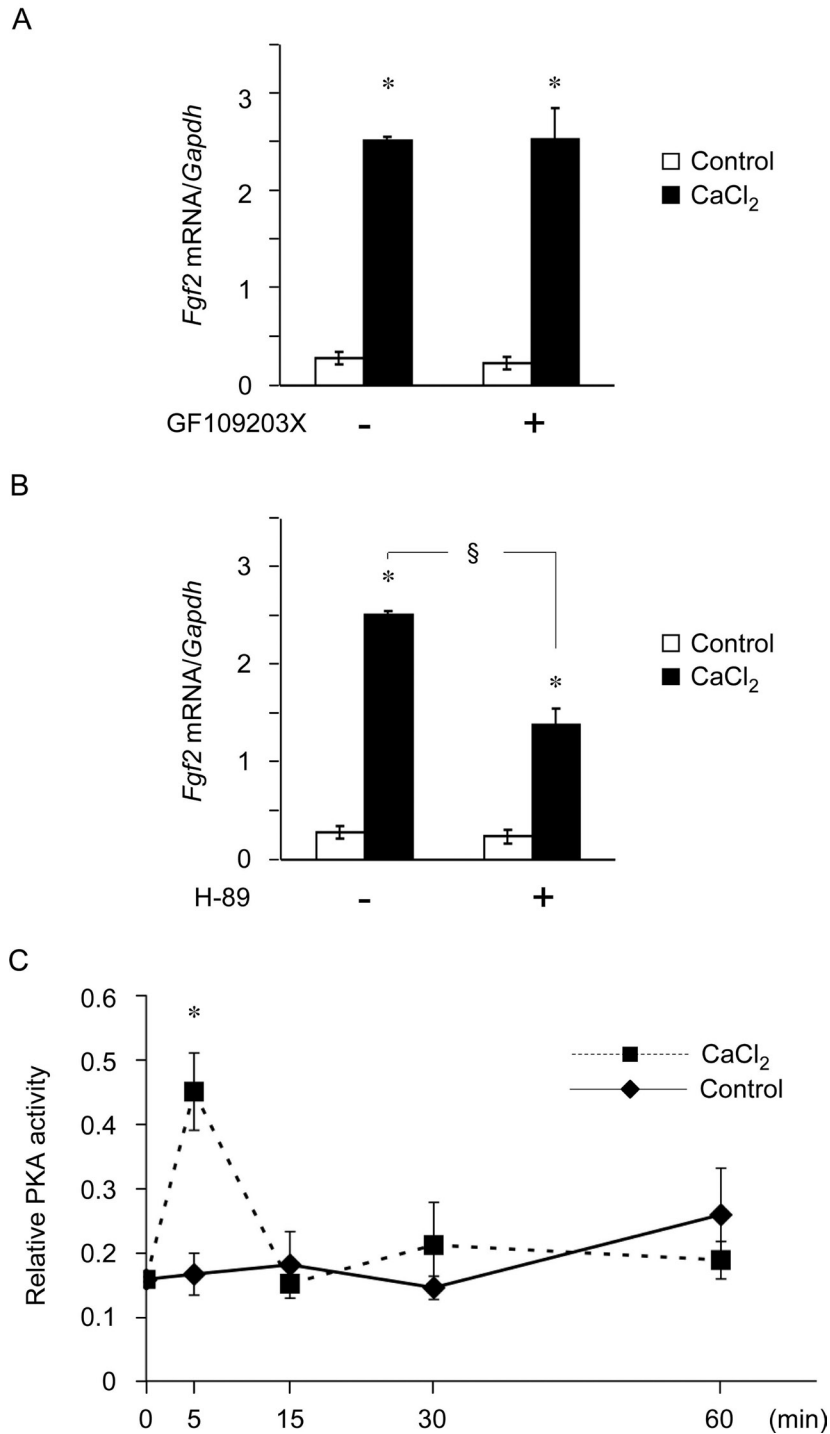 A
Fgf2 mRNA/Gapdh
3
2
1
0
* *
Control
CaCl₂
GF109203X - +
B
Fgf2 mRNA/Gapdh
3
2
1
0
§
* *
Control
CaCl₂
H-89 - +
C
Relative PKA activity
0.6
0.5
0.4
0.3
0.2
0.1
0
*
CaCl₂
Control
0 5 15 30 60 (min)